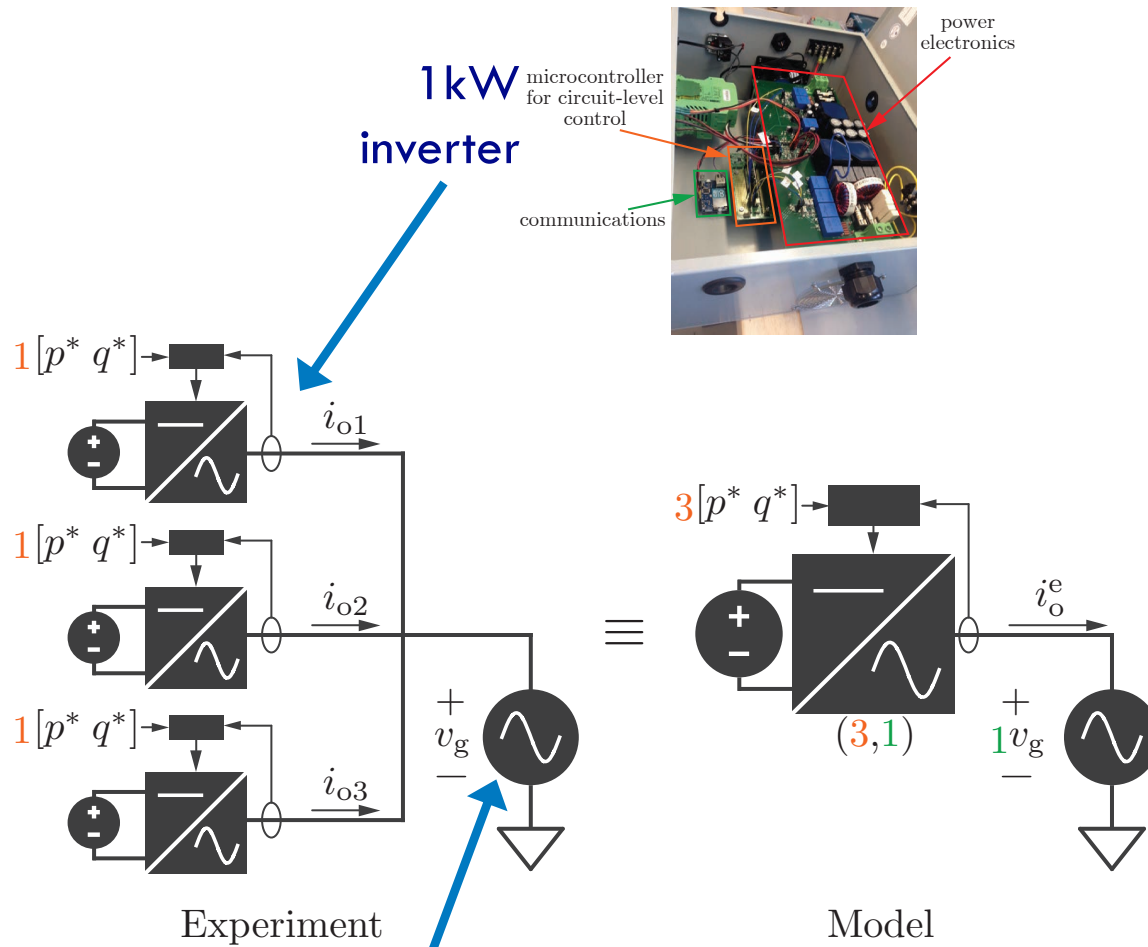 1kW
inverter
microcontroller
for circuit-level
control
power
electronics
communications
1[p* q*]
i_o1
1[p* q*]
i_o2
1[p* q*]
i_o3
+
v_g
−
≡
3[p* q*]
i_o^e
(3,1)
+
1v_g
−
Experiment
Model